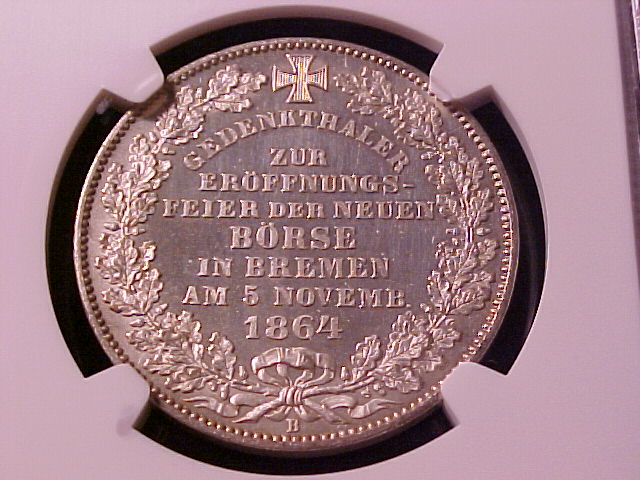 GEDENKTHALER
ZUR
ERÖFFNUNGS-
FEIER DER NEUEN
BÖRSE
IN BREMEN
AM 5 NOVEMB.
1864
B